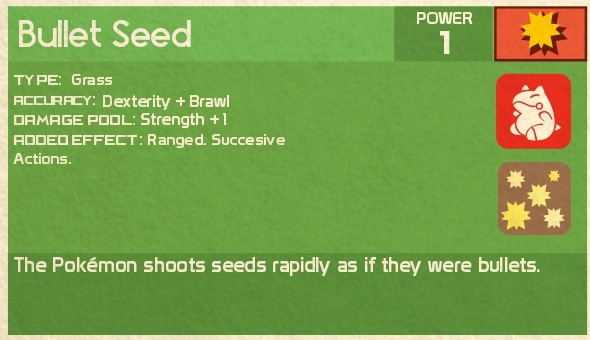 Bullet Seed
POWER
1
TYPE: Grass
ACCURACY: Dexterity + Brawl
DAMAGE POOL: Strength +1
ADDED EFFECT: Ranged. Succesive
Actions.
The Pokémon shoots seeds rapidly as if they were bullets.